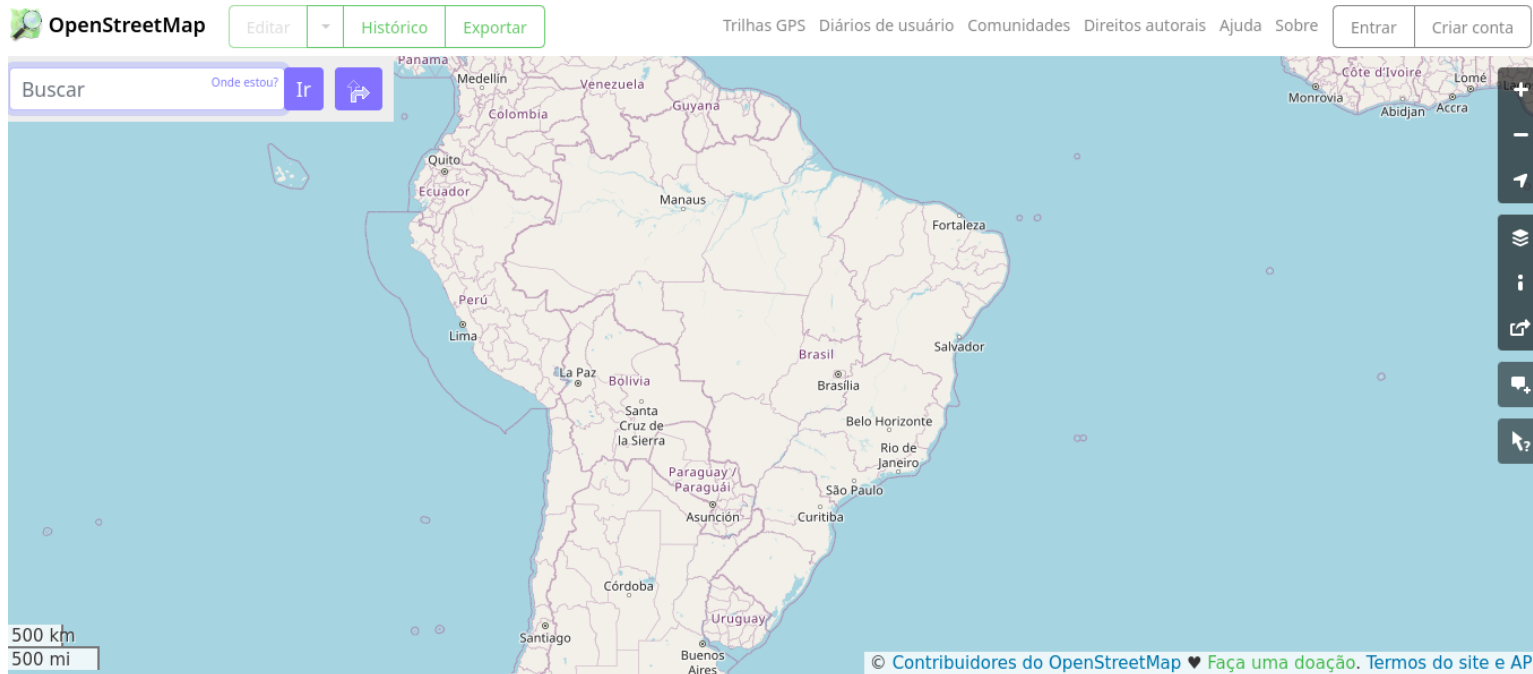 OpenStreetMap
Editar
Histórico
Exportar
Trilhas GPS
Diários de usuário
Comunidades
Direitos autorais
Ajuda
Sobre
Entrar
Criar conta
Buscar
Onde estou?
Ir
Panama
Medellín
Venezuela
Guyana
Colombia
Côte d'Ivoire
Lomé
Monrovia
Abidjan
Accra
Quito
Ecuador
Manaus
Fortaleza
Perú
Lima
Salvador
Brasil
Brasília
La Paz
Bolivia
Santa
Cruz de
la Sierra
Belo Horizonte
Rio de
Janeiro
Paraguay /
Paraguái
São Paulo
Asunción
Curitiba
Córdoba
Uruguay
Santiago
Buenos
Aires
500 km
500 mi
© Contribuidores do OpenStreetMap ♥ Faça uma doação. Termos do site e AP